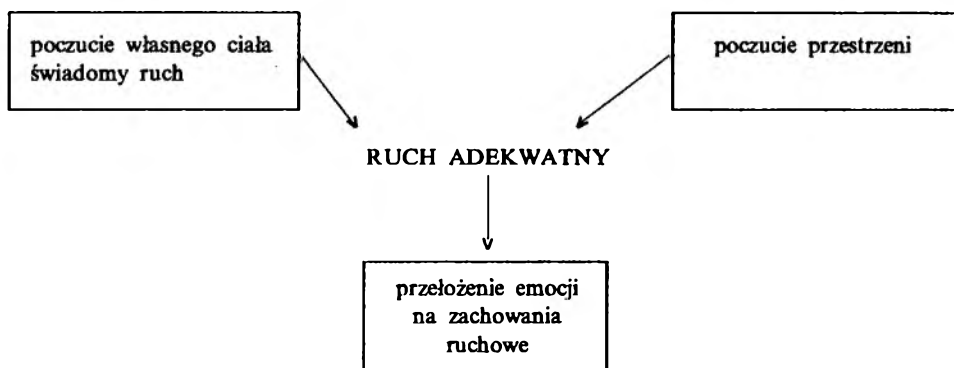 poczucie własnego ciała
świadomy ruch
poczucie przestrzeni
RUCH ADEKWATNY
przełożenie emocji
na zachowania
ruchowe